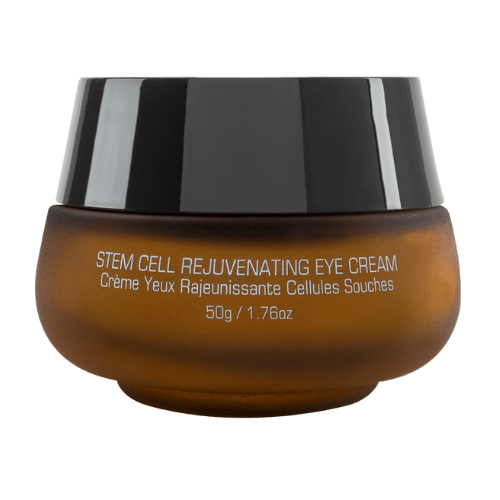 STEM CELL REJUVENATING EYE CREAM
Crème Yeux Rajeunissante Cellules Souches
50g / 1.76oz